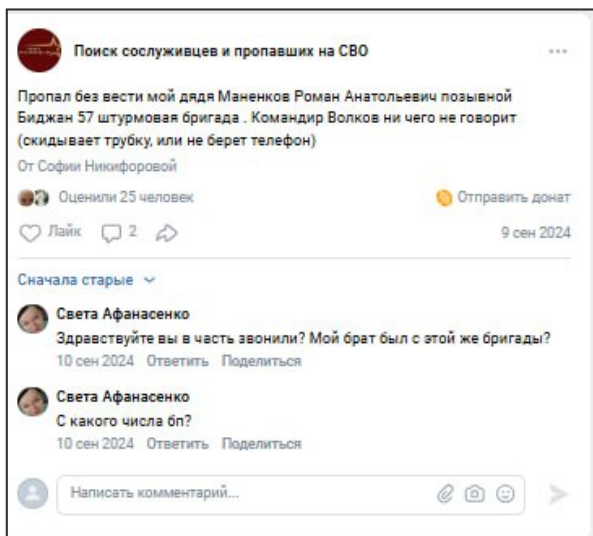 Поиск сослуживцев и пропавших на СВО
Пропал без вести мой дядя Маненков Роман Анатольевич позывной
Биджан 57 штурмовая бригада . Командир Волков ни чего не говорит
(скидывает трубку, или не берет телефон)
От Софии Никифоровой
Оценили 25 человек
Отправить донат
Лайк 2
9 сен 2024
Сначала старые
Света Афанасенко
Здравствуйте вы в часть звонили? Мой брат был с этой же бригады?
10 сен 2024 Ответить Поделиться
Света Афанасенко
С какого числа бп?
10 сен 2024 Ответить Поделиться
Написать комментарий...